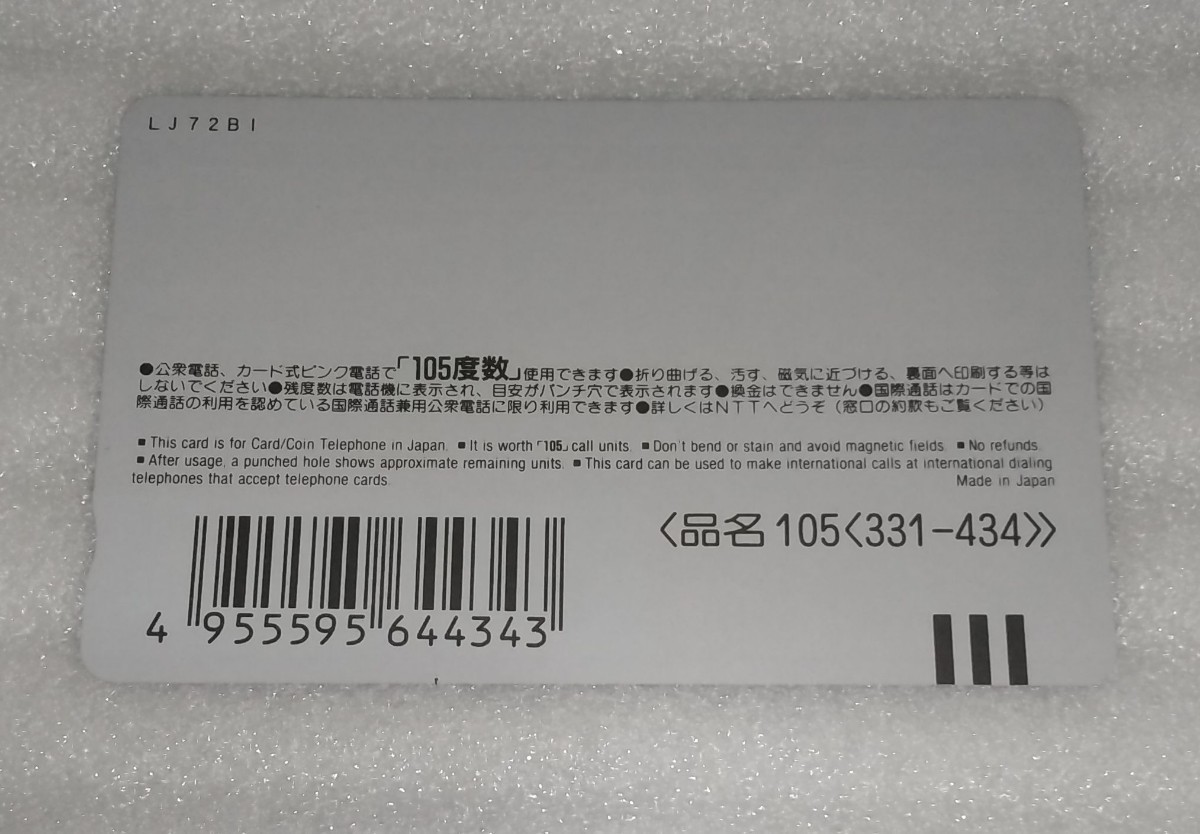 LJ72BI
●公衆電話、カード式ピンク電話で「105度数」使用できます●折り曲げる、汚す、磁気に近づける、裏面へ印刷する等は
しないでください●残度数は電話機に表示され、目安がパンチ穴で表示されます●換金はできません●国際通話はカードでの国
際通話の利用を認めている国際通話兼用公衆電話に限り利用できます●詳しくはNTTへどうぞ（窓口の約款もご覧ください）
■ This card is for Card/Coin Telephone in Japan. ■ It is worth「105」call units. ■ Don't bend or stain and avoid magnetic fields. ■ No refunds.
■ After usage, a punched hole shows approximate remaining units. ■ This card can be used to make international calls at international dialing
telephones that accept telephone cards.
Made in Japan
〈品名 105〈331-434〉〉
4 955595 644343